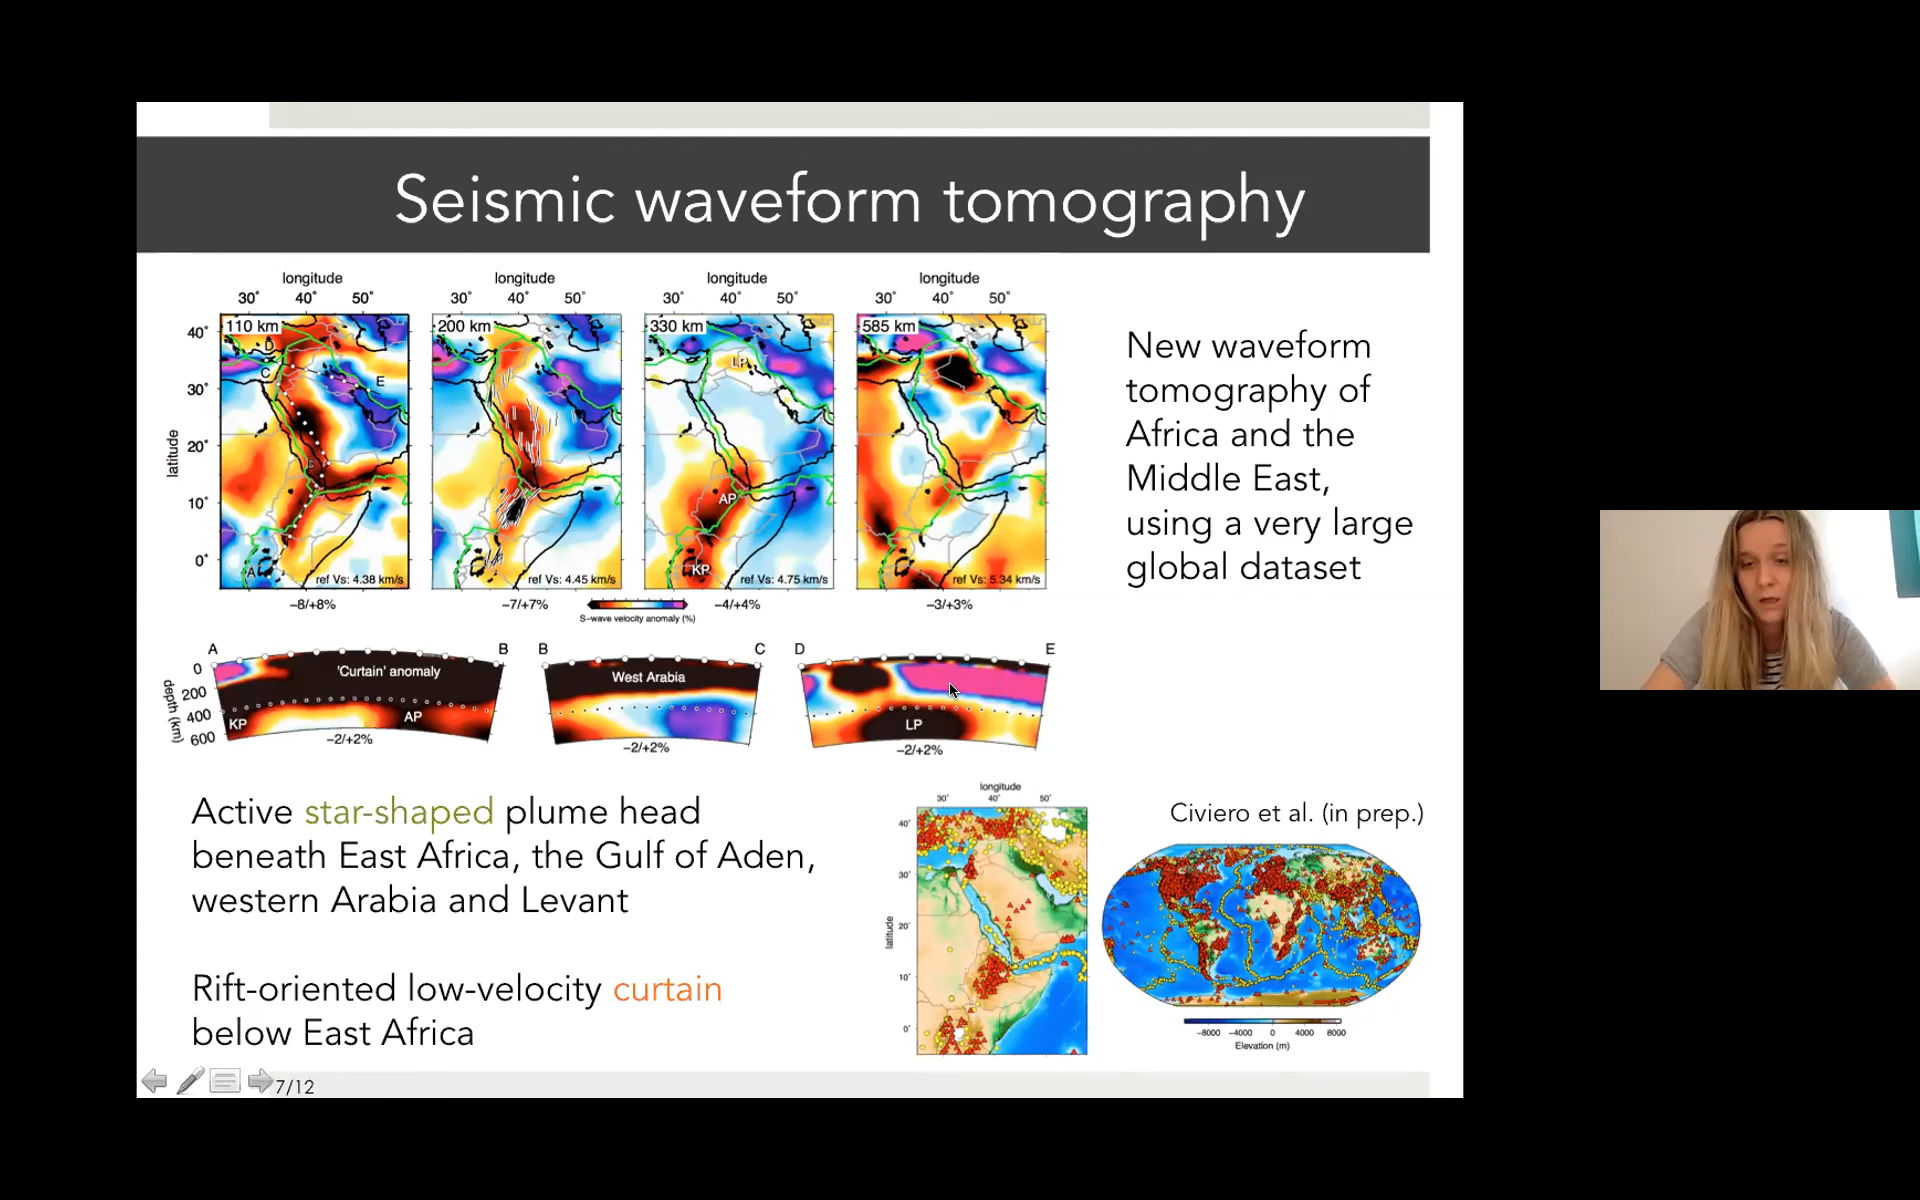 Seismic waveform tomography
longitude longitude longitude longitude
30° 40° 50° 30° 40° 50° 30° 40° 50° 30° 40° 50°
110 km 200 km 330 km 585 km
latitude
40°
30°
20°
10°
0°
D
C
E
B
A
LP
AP
KP
ref Vs: 4.38 km/s ref Vs: 4.45 km/s ref Vs: 4.75 km/s ref Vs: 5.34 km/s
−8/+8% −7/+7% −4/+4% −3/+3%
S-wave velocity anomaly (%)
New waveform
tomography of
Africa and the
Middle East,
using a very large
global dataset
A B B C D E
depth (km)
0
200
400
600
'Curtain' anomaly
KP AP
−2/+2%
West Arabia
−2/+2%
LP
−2/+2%
Active star-shaped plume head
beneath East Africa, the Gulf of Aden,
western Arabia and Levant
Rift-oriented low-velocity curtain
below East Africa
longitude
30° 40° 50°
latitude
40°
30°
20°
10°
0°
Civiero et al. (in prep.)
−8000 −4000 0 4000 8000
Elevation (m)
7/12